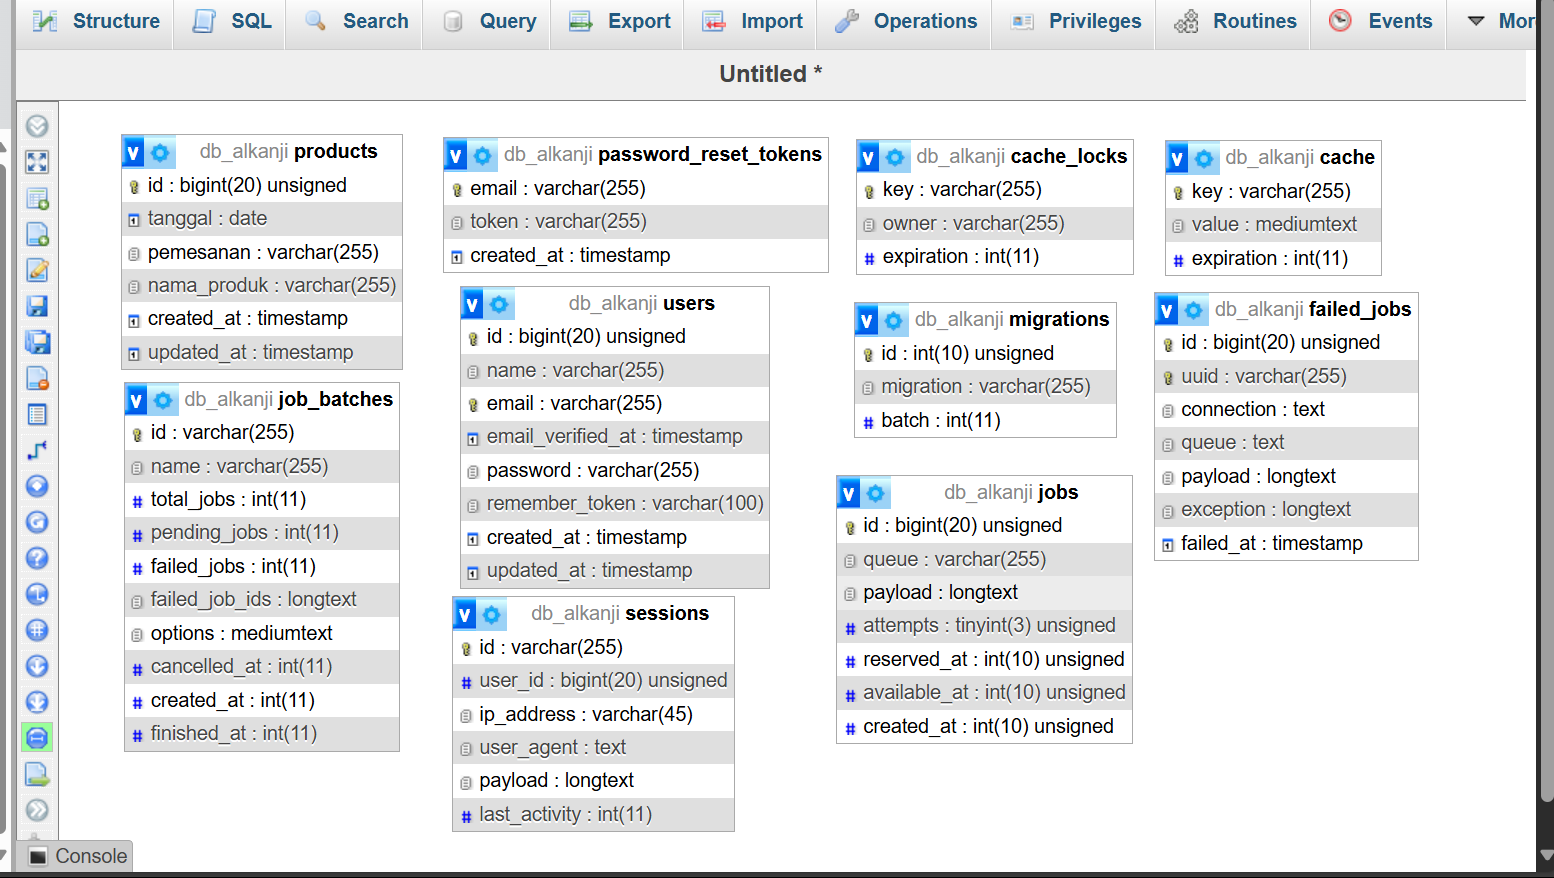 Structure SQL Search Query Export Import Operations Privileges Routines Events Mor
Untitled *
v db_alkanji products
id : bigint(20) unsigned
tanggal : date
pemesanan : varchar(255)
nama_produk : varchar(255)
created_at : timestamp
updated_at : timestamp
v db_alkanji job_batches
id : varchar(255)
name : varchar(255)
# total_jobs : int(11)
# pending_jobs : int(11)
# failed_jobs : int(11)
failed_job_ids : longtext
options : mediumtext
# cancelled_at : int(11)
# created_at : int(11)
# finished_at : int(11)
v db_alkanji password_reset_tokens
email : varchar(255)
token : varchar(255)
created_at : timestamp
v db_alkanji users
id : bigint(20) unsigned
name : varchar(255)
email : varchar(255)
email_verified_at : timestamp
password : varchar(255)
remember_token : varchar(100)
created_at : timestamp
updated_at : timestamp
v db_alkanji sessions
id : varchar(255)
# user_id : bigint(20) unsigned
ip_address : varchar(45)
user_agent : text
payload : longtext
# last_activity : int(11)
v db_alkanji cache_locks
key : varchar(255)
owner : varchar(255)
# expiration : int(11)
v db_alkanji migrations
id : int(10) unsigned
migration : varchar(255)
# batch : int(11)
v db_alkanji jobs
id : bigint(20) unsigned
queue : varchar(255)
payload : longtext
# attempts : tinyint(3) unsigned
# reserved_at : int(10) unsigned
# available_at : int(10) unsigned
# created_at : int(10) unsigned
v db_alkanji cache
key : varchar(255)
value : mediumtext
# expiration : int(11)
v db_alkanji failed_jobs
id : bigint(20) unsigned
uuid : varchar(255)
connection : text
queue : text
payload : longtext
exception : longtext
failed_at : timestamp
Console